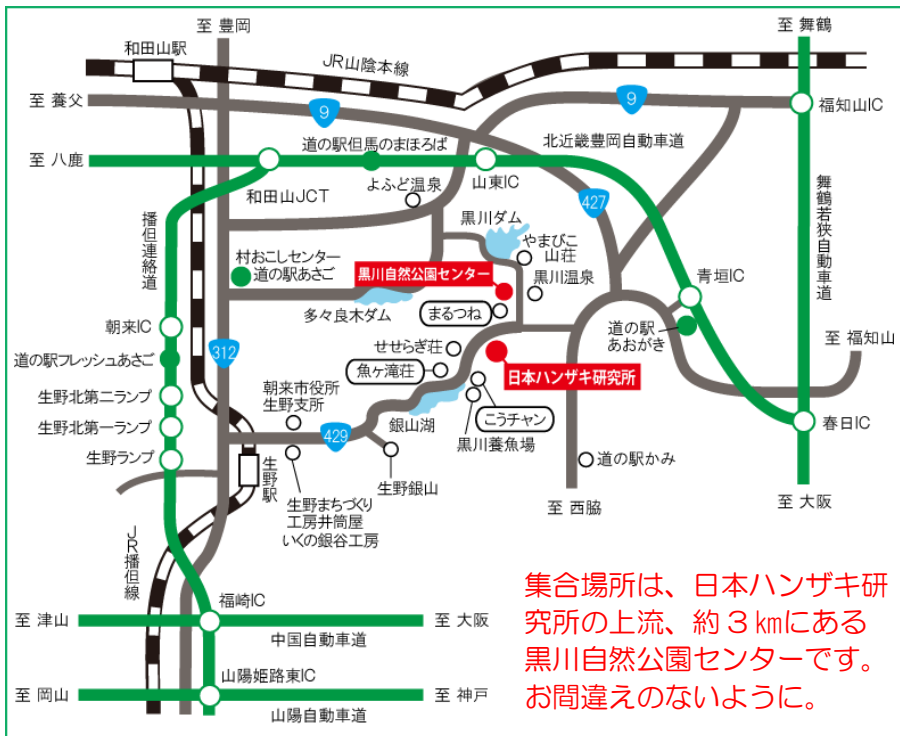 至 豊岡
至 舞鶴
和田山駅
JR山陰本線
至 養父
9
9
福知山IC
北近畿豊岡自動車道
道の駅但馬のまほろば
至 八鹿
和田山JCT
よふど温泉
山東IC
427
舞鶴若狭自動車道
播但連絡道
黒川ダム
やまびこ
山荘
村おこしセンター
道の駅あさご
黒川自然公園センター
黒川温泉
青垣IC
多々良木ダム
まるつね
朝来IC
道の駅
あおがき
至 福知山
312
道の駅フレッシュあさご
せせらぎ荘
魚ヶ滝荘
日本ハンザキ研究所
生野北第二ランプ
朝来市役所
生野支所
こうチャン
銀山湖
黒川養魚場
春日IC
生野北第一ランプ
429
生野ランプ
生野駅
生野銀山
道の駅かみ
生野まちづくり
工房井筒屋
いくの銀谷工房
至 西脇
至 大阪
JR播但線
福崎IC
至 津山
至 大阪
中国自動車道
山陽姫路東IC
至 岡山
至 神戸
山陽自動車道
集合場所は、日本ハンザキ研
究所の上流、約3㎞にある
黒川自然公園センターです。
お間違えのないように。